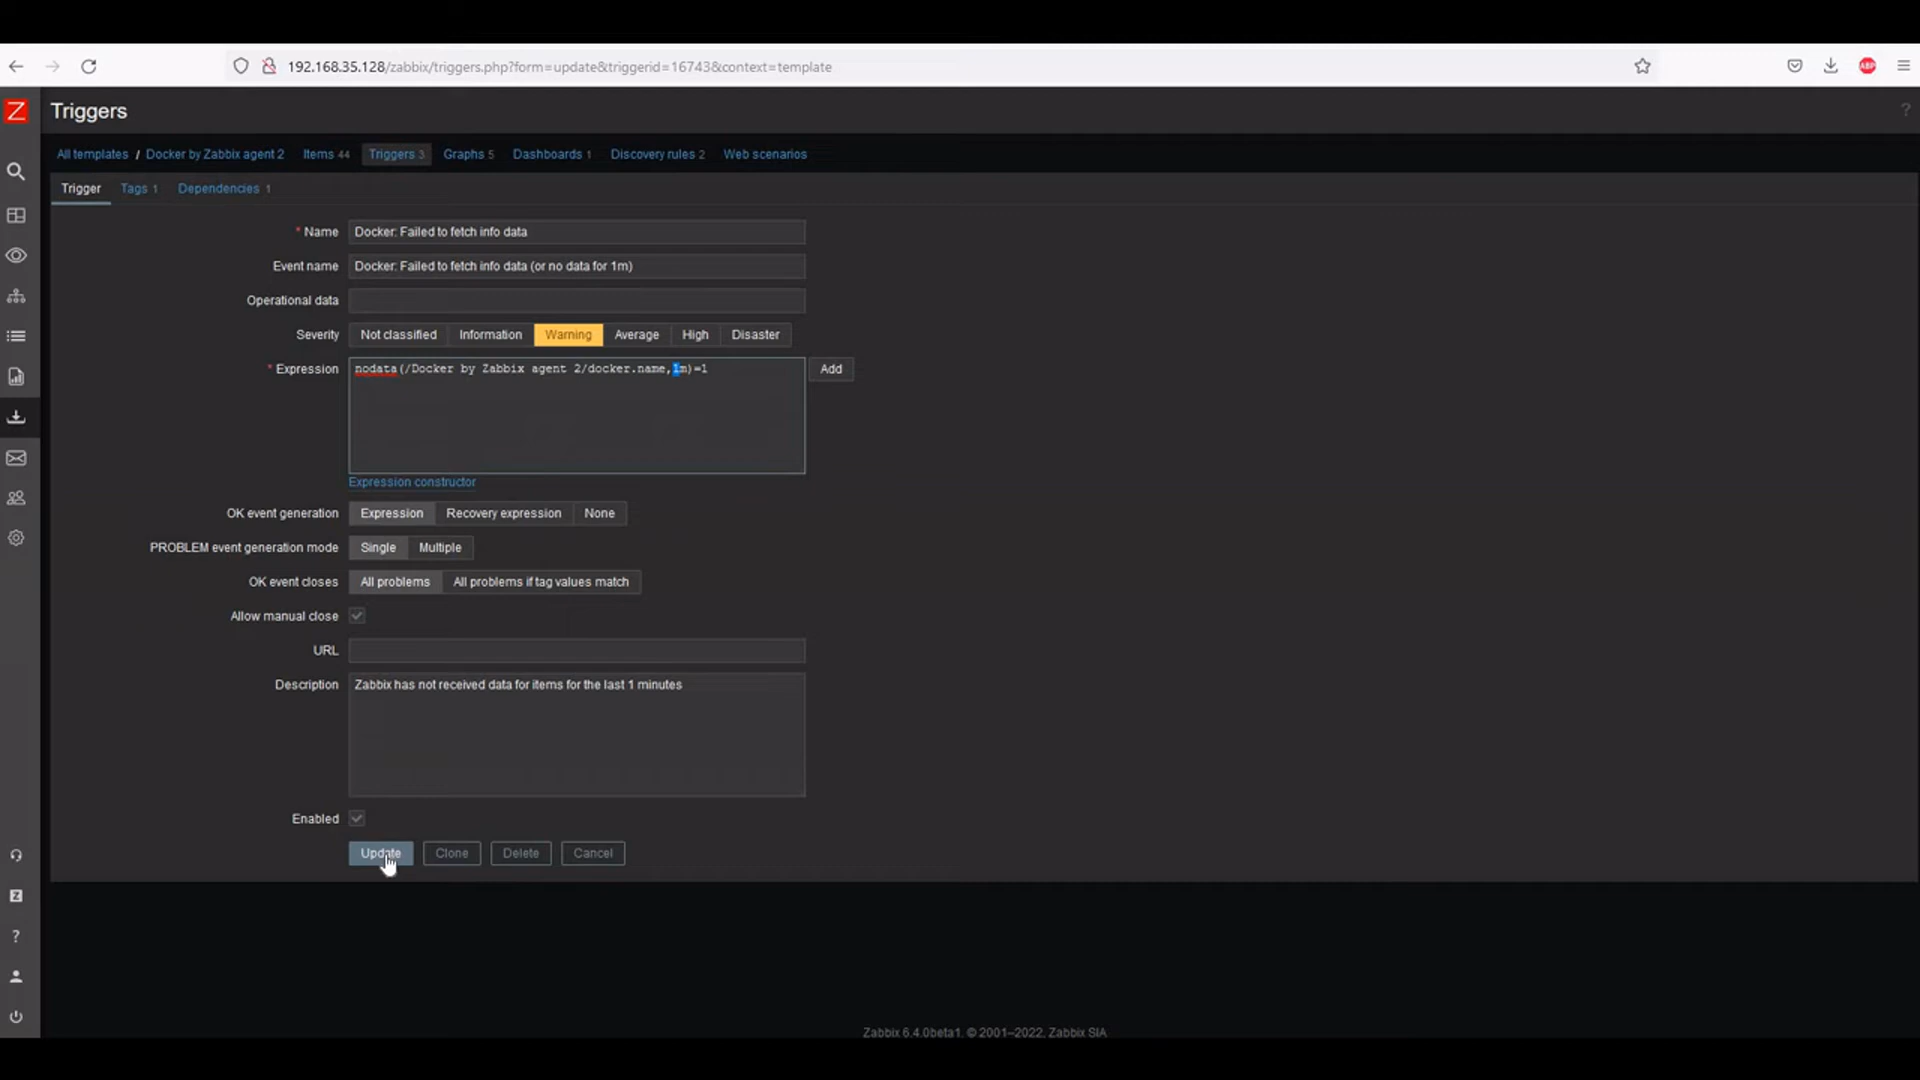 192.168.35.128/zabbix/triggers.php?form=update&triggerid=16743&context=template
ABP
Z
Triggers
?
All templates / Docker by Zabbix agent 2 Items 44 Triggers 3 Graphs 5 Dashboards 1 Discovery rules 2 Web scenarios
Trigger Tags 1 Dependencies 1
* Name Docker: Failed to fetch info data
Event name Docker: Failed to fetch info data (or no data for 1m)
Operational data
Severity Not classified Information Warning Average High Disaster
* Expression nodata(/Docker by Zabbix agent 2/docker.name,1m)=1 Add
Expression constructor
OK event generation Expression Recovery expression None
PROBLEM event generation mode Single Multiple
OK event closes All problems All problems if tag values match
Allow manual close
URL
Description Zabbix has not received data for items for the last 1 minutes
Enabled
Update Clone Delete Cancel
Z
?
Zabbix 6.4.0beta1. © 2001–2022, Zabbix SIA